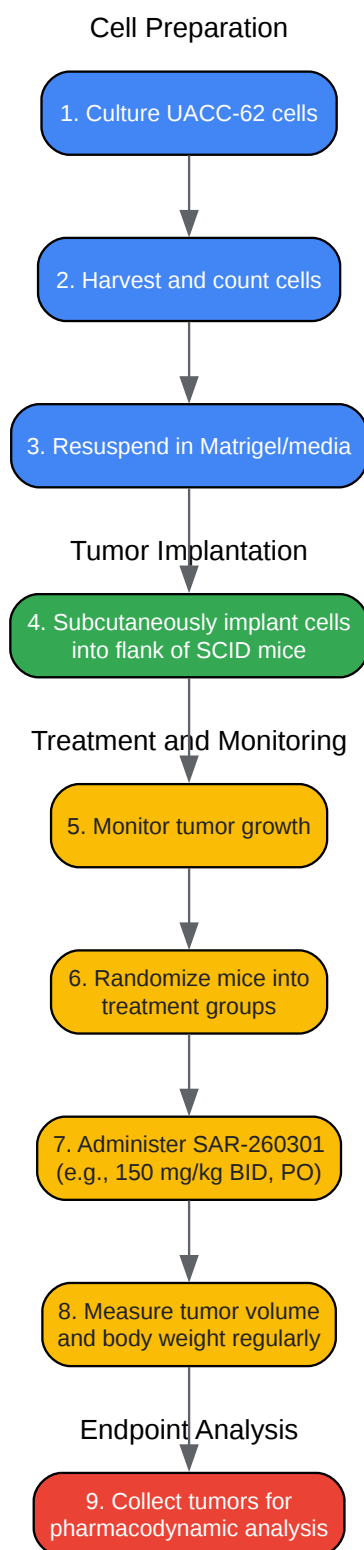 Cell Preparation
1. Culture UACC-62 cells
2. Harvest and count cells
3. Resuspend in Matrigel/media
Tumor Implantation
4. Subcutaneously implant cells
into flank of SCID mice
Treatment and Monitoring
5. Monitor tumor growth
6. Randomize mice into
treatment groups
7. Administer SAR-260301
(e.g., 150 mg/kg BID, PO)
8. Measure tumor volume
and body weight regularly
Endpoint Analysis
9. Collect tumors for
pharmacodynamic analysis